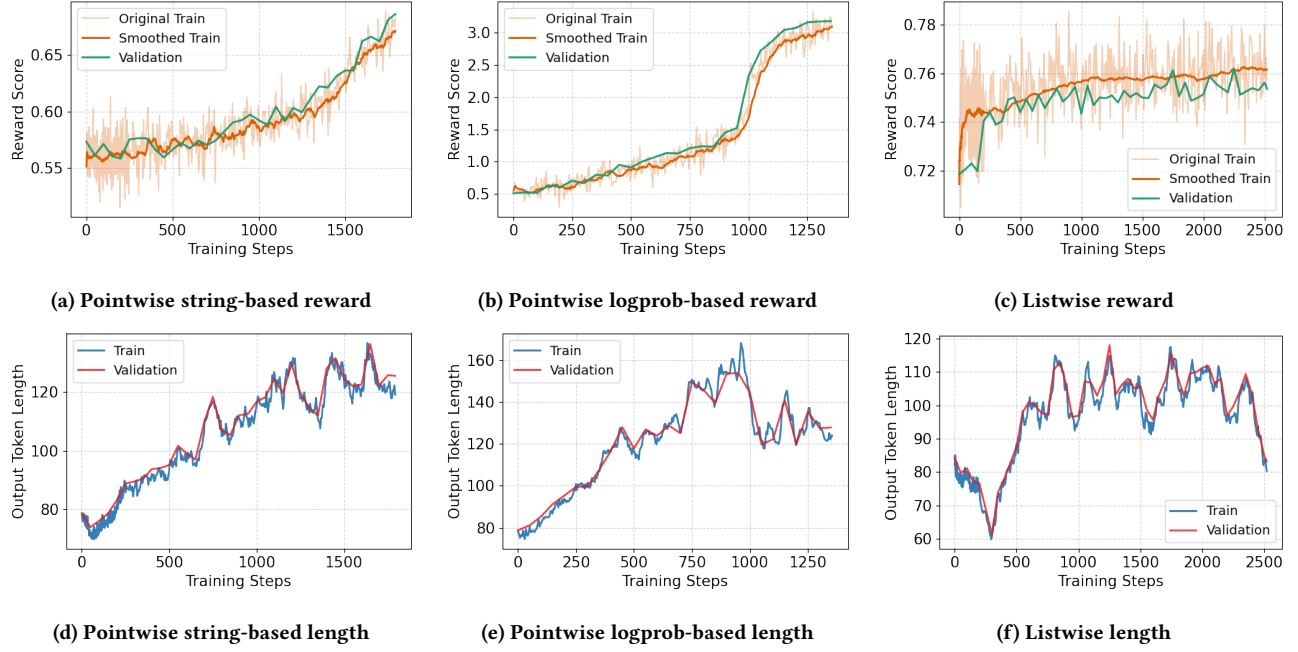 Original Train
Smoothed Train
Validation
Reward Score
0.65
0.60
0.55
0 500 1000 1500
Training Steps
(a) Pointwise string-based reward
Original Train
Smoothed Train
Validation
Reward Score
3.0
2.5
2.0
1.5
1.0
0.5
0 250 500 750 1000 1250
Training Steps
(b) Pointwise logprob-based reward
Reward Score
0.78
0.76
0.74
0.72
Original Train
Smoothed Train
Validation
0 500 1000 1500 2000 2500
Training Steps
(c) Listwise reward
Train
Validation
Output Token Length
120
100
80
0 500 1000 1500
Training Steps
(d) Pointwise string-based length
Train
Validation
Output Token Length
160
140
120
100
80
0 250 500 750 1000 1250
Training Steps
(e) Pointwise logprob-based length
Output Token Length
120
110
100
90
80
70
60
Train
Validation
0 500 1000 1500 2000 2500
Training Steps
(f) Listwise length